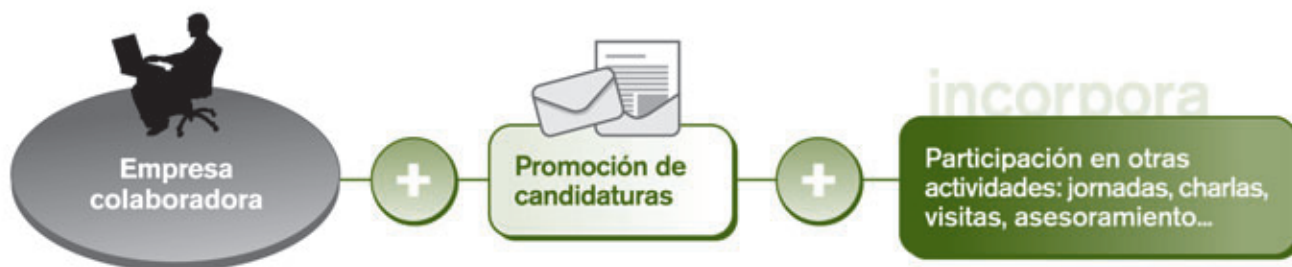 Empresa
colaboradora
+
Promoción de
candidaturas
+
incorpora
Participación en otras
actividades: jornadas, charlas,
visitas, asesoramiento...